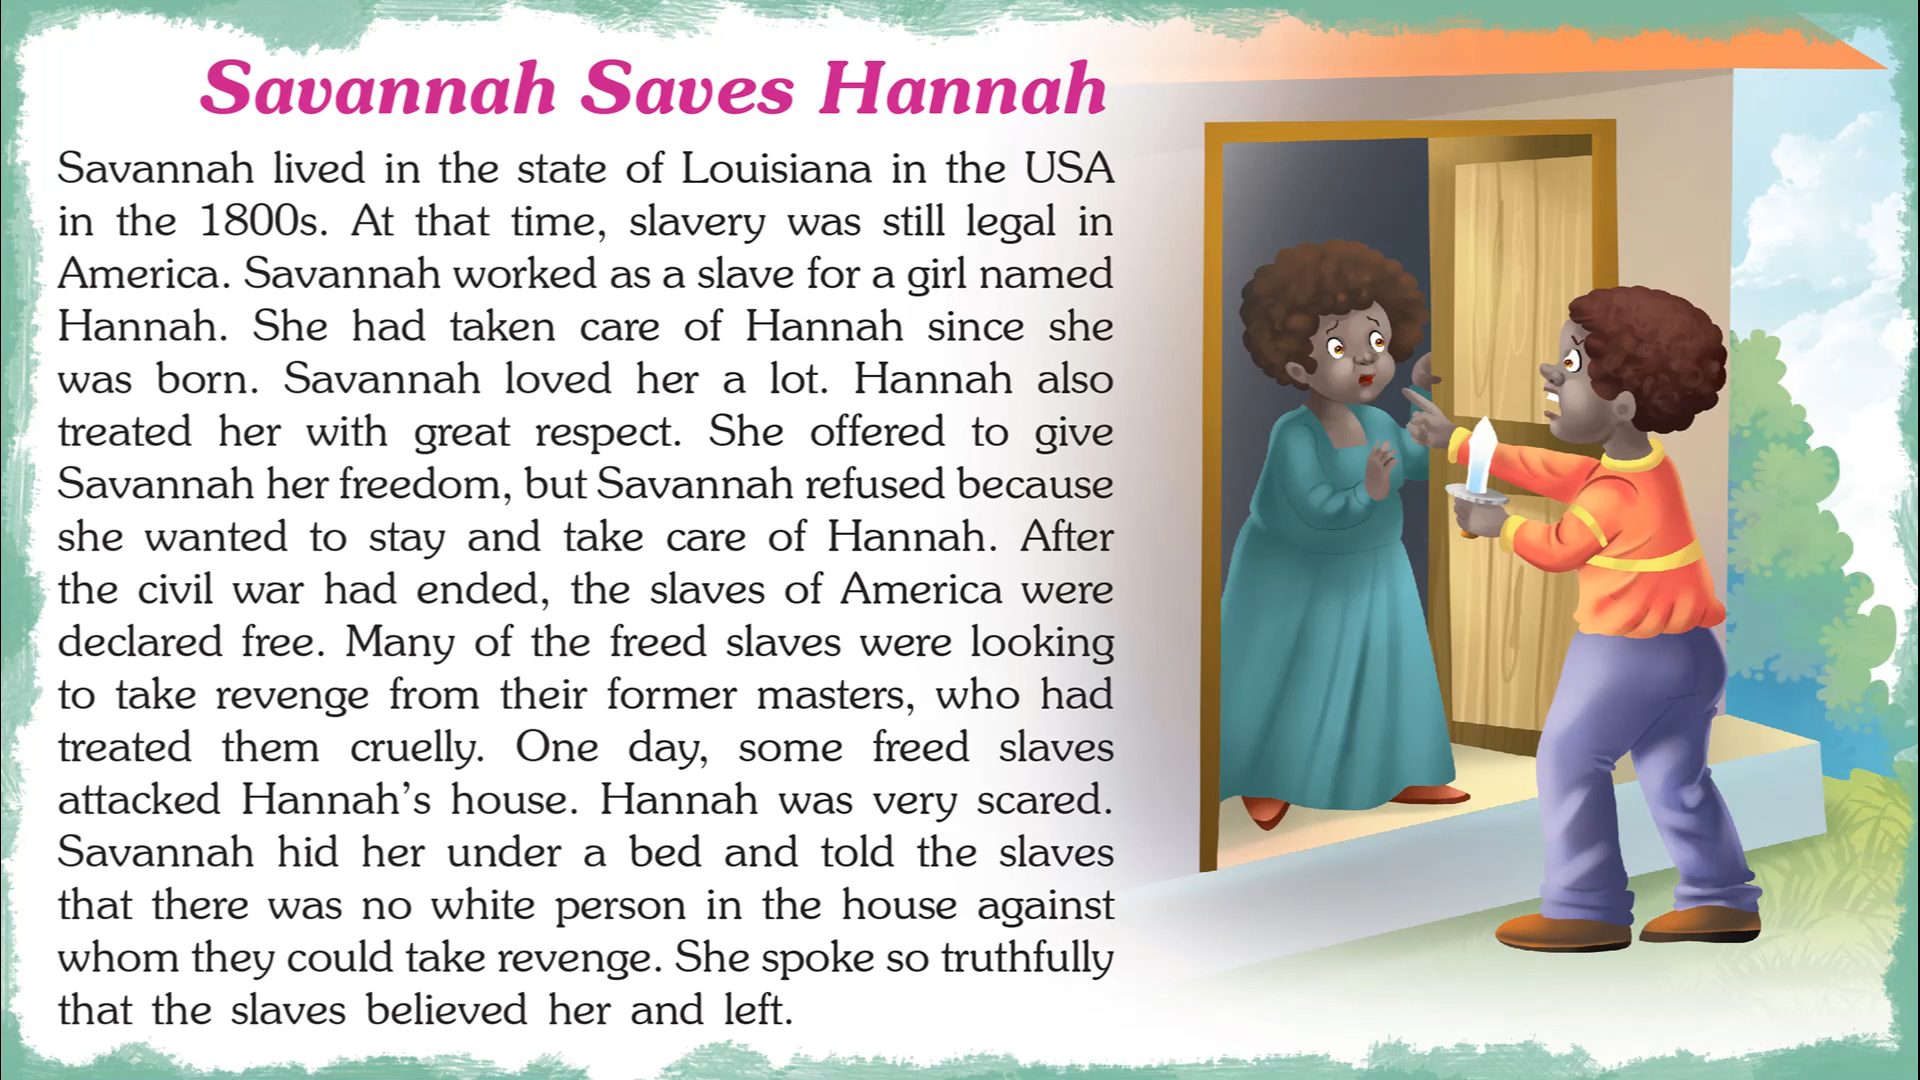 Savannah Saves Hannah
Savannah lived in the state of Louisiana in the USA
in the 1800s. At that time, slavery was still legal in
America. Savannah worked as a slave for a girl named
Hannah. She had taken care of Hannah since she
was born. Savannah loved her a lot. Hannah also
treated her with great respect. She offered to give
Savannah her freedom, but Savannah refused because
she wanted to stay and take care of Hannah. After
the civil war had ended, the slaves of America were
declared free. Many of the freed slaves were looking
to take revenge from their former masters, who had
treated them cruelly. One day, some freed slaves
attacked Hannah’s house. Hannah was very scared.
Savannah hid her under a bed and told the slaves
that there was no white person in the house against
whom they could take revenge. She spoke so truthfully
that the slaves believed her and left.